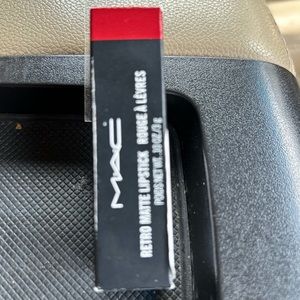 MAC
RETRO MATTE LIPSTICK ROUGE À LÈVRES
POIDS NET WT. .10 OZ/3 g